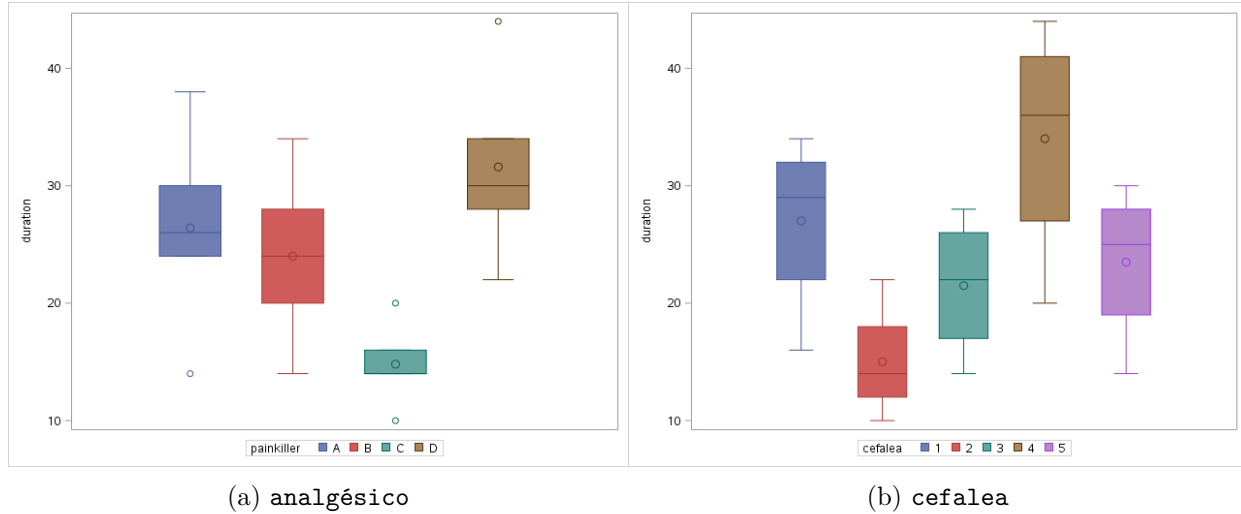 40
30
20
10
duration
painkiller A B C D
40
30
20
10
duration
cefalea 1 2 3 4 5
(a) analgésico
(b) cefalea